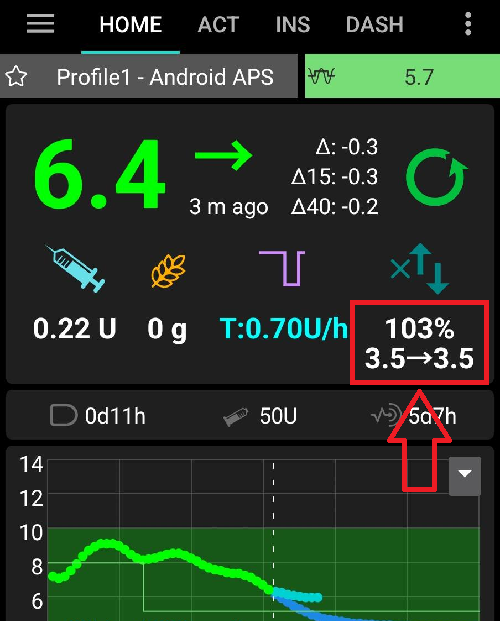 HOME ACT INS DASH
Profile1 - Android APS 5.7
6.4
Δ: -0.3
Δ15: -0.3
3 m ago Δ40: -0.2
0.22 U 0 g T:0.70U/h 103%
3.5→3.5
0d11h 50U 5d7h
14
12
10
8
6